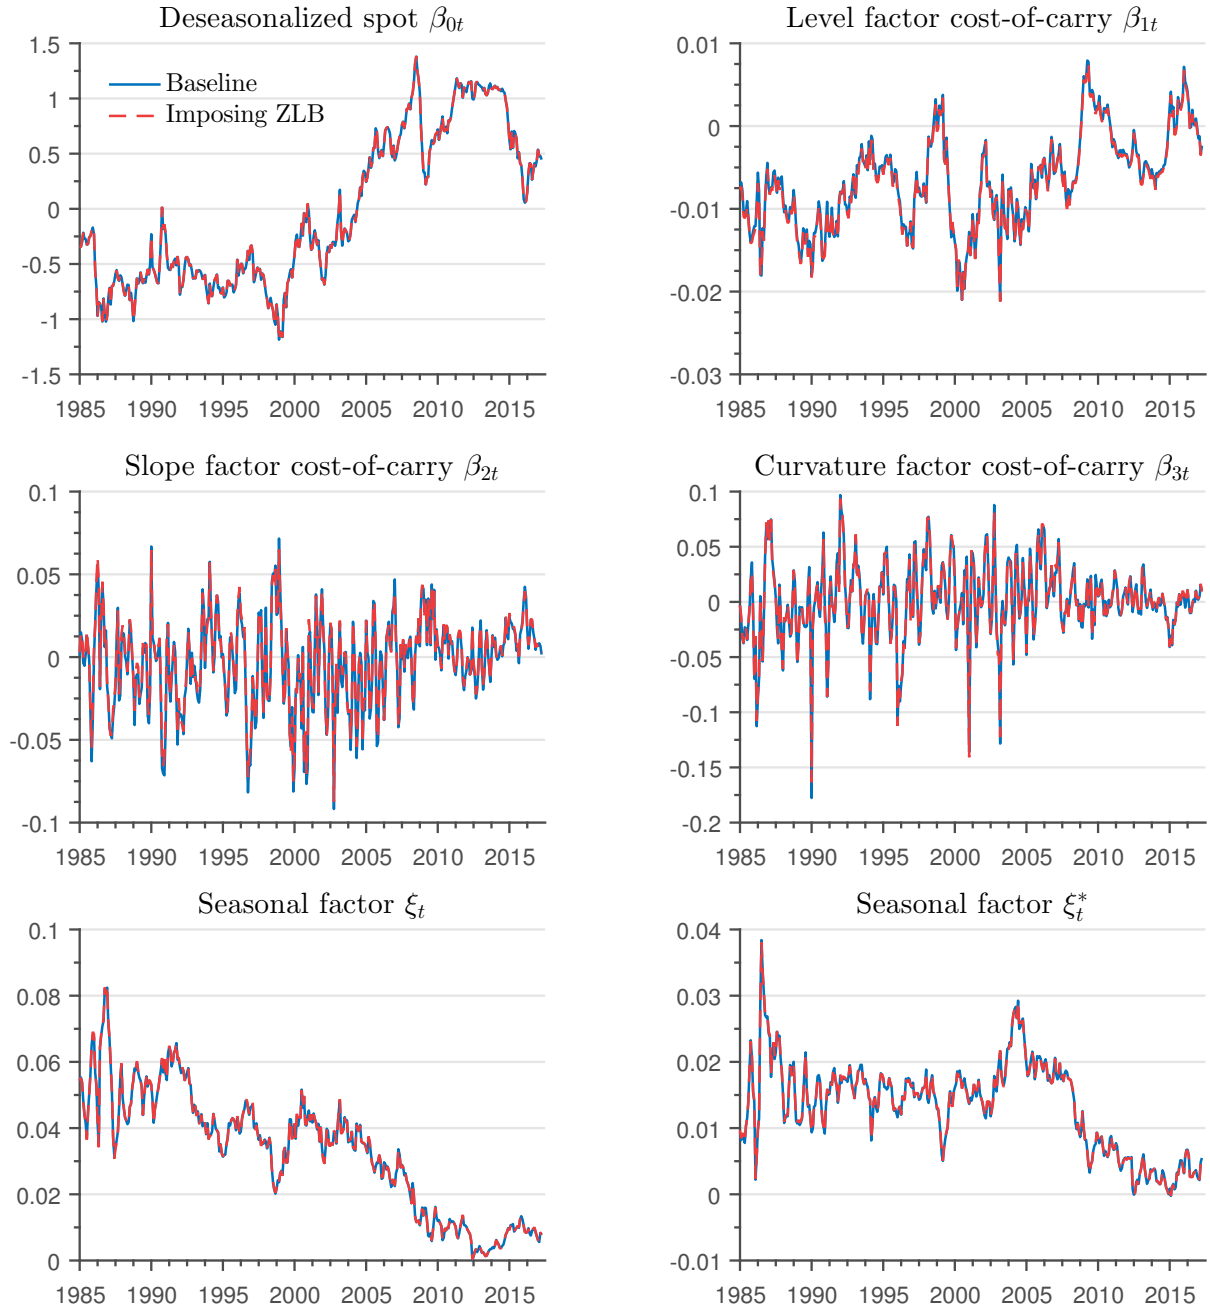 Deseasonalized spot β0t
1.5
1
0.5
0
-0.5
-1
-1.5
Baseline
Imposing ZLB
1985 1990 1995 2000 2005 2010 2015
Level factor cost-of-carry β1t
0.01
0
-0.01
-0.02
-0.03
1985 1990 1995 2000 2005 2010 2015
Slope factor cost-of-carry β2t
0.1
0.05
0
-0.05
-0.1
1985 1990 1995 2000 2005 2010 2015
Curvature factor cost-of-carry β3t
0.1
0.05
0
-0.05
-0.1
-0.15
-0.2
1985 1990 1995 2000 2005 2010 2015
Seasonal factor ξt
0.1
0.08
0.06
0.04
0.02
0
1985 1990 1995 2000 2005 2010 2015
Seasonal factor ξt*
0.04
0.03
0.02
0.01
0
-0.01
1985 1990 1995 2000 2005 2010 2015